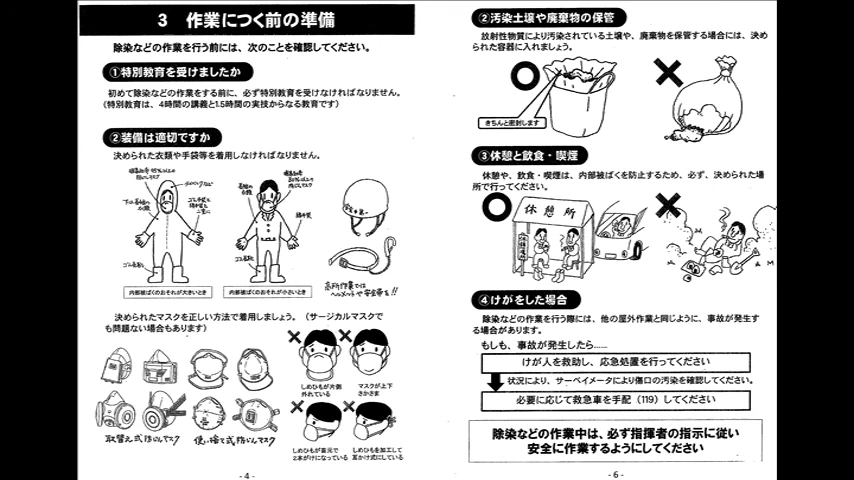 3 作業につく前の準備
除染などの作業を行う前には、次のことを確認してください。
①特別教育を受けましたか
初めて除染などの作業をする前に、必ず特別教育を受けなければなりません。
(特別教育は、4時間の講義と1.5時間の実技からなる教育です)
②装備は適切ですか
決められた衣類や手袋等を着用しなければなりません。
ゴム手袋と
綿手袋
ゴム長靴
ゴム長靴
内部被ばくのおそれが大きいとき
内部被ばくのおそれが小さいとき
高所作業では
ヘルメットや安全帯を!!
決められたマスクを正しい方法で着用しましょう。(サージカルマスクで
も問題ない場合もあります)
しめひもが片側
外れている
マスクが上下
さかさま
取替え式防じんマスク
使い捨て式防じんマスク
しめひもが首元で
2本がけになっている
しめひもを加工して
耳かけ式にしている
- 4 -
②汚染土壌や廃棄物の保管
放射性物質により汚染されている土壌や、廃棄物を保管する場合には、決め
られた容器に入れましょう。
きちんと密封します
③休憩と飲食・喫煙
休憩や、飲食・喫煙は、内部被ばくを防止するため、必ず、決められた場
所で行ってください。
休憩所
④けがをした場合
除染などの作業を行う際には、他の屋外作業と同じように、事故が発生す
る場合があります。
もしも、事故が発生したら……
けが人を救助し、応急処置を行ってください
状況により、サーベイメータにより傷口の汚染を確認してください。
必要に応じて救急車を手配(119)してください
除染などの作業中は、必ず指揮者の指示に従い
安全に作業するようにしてください
- 6 -